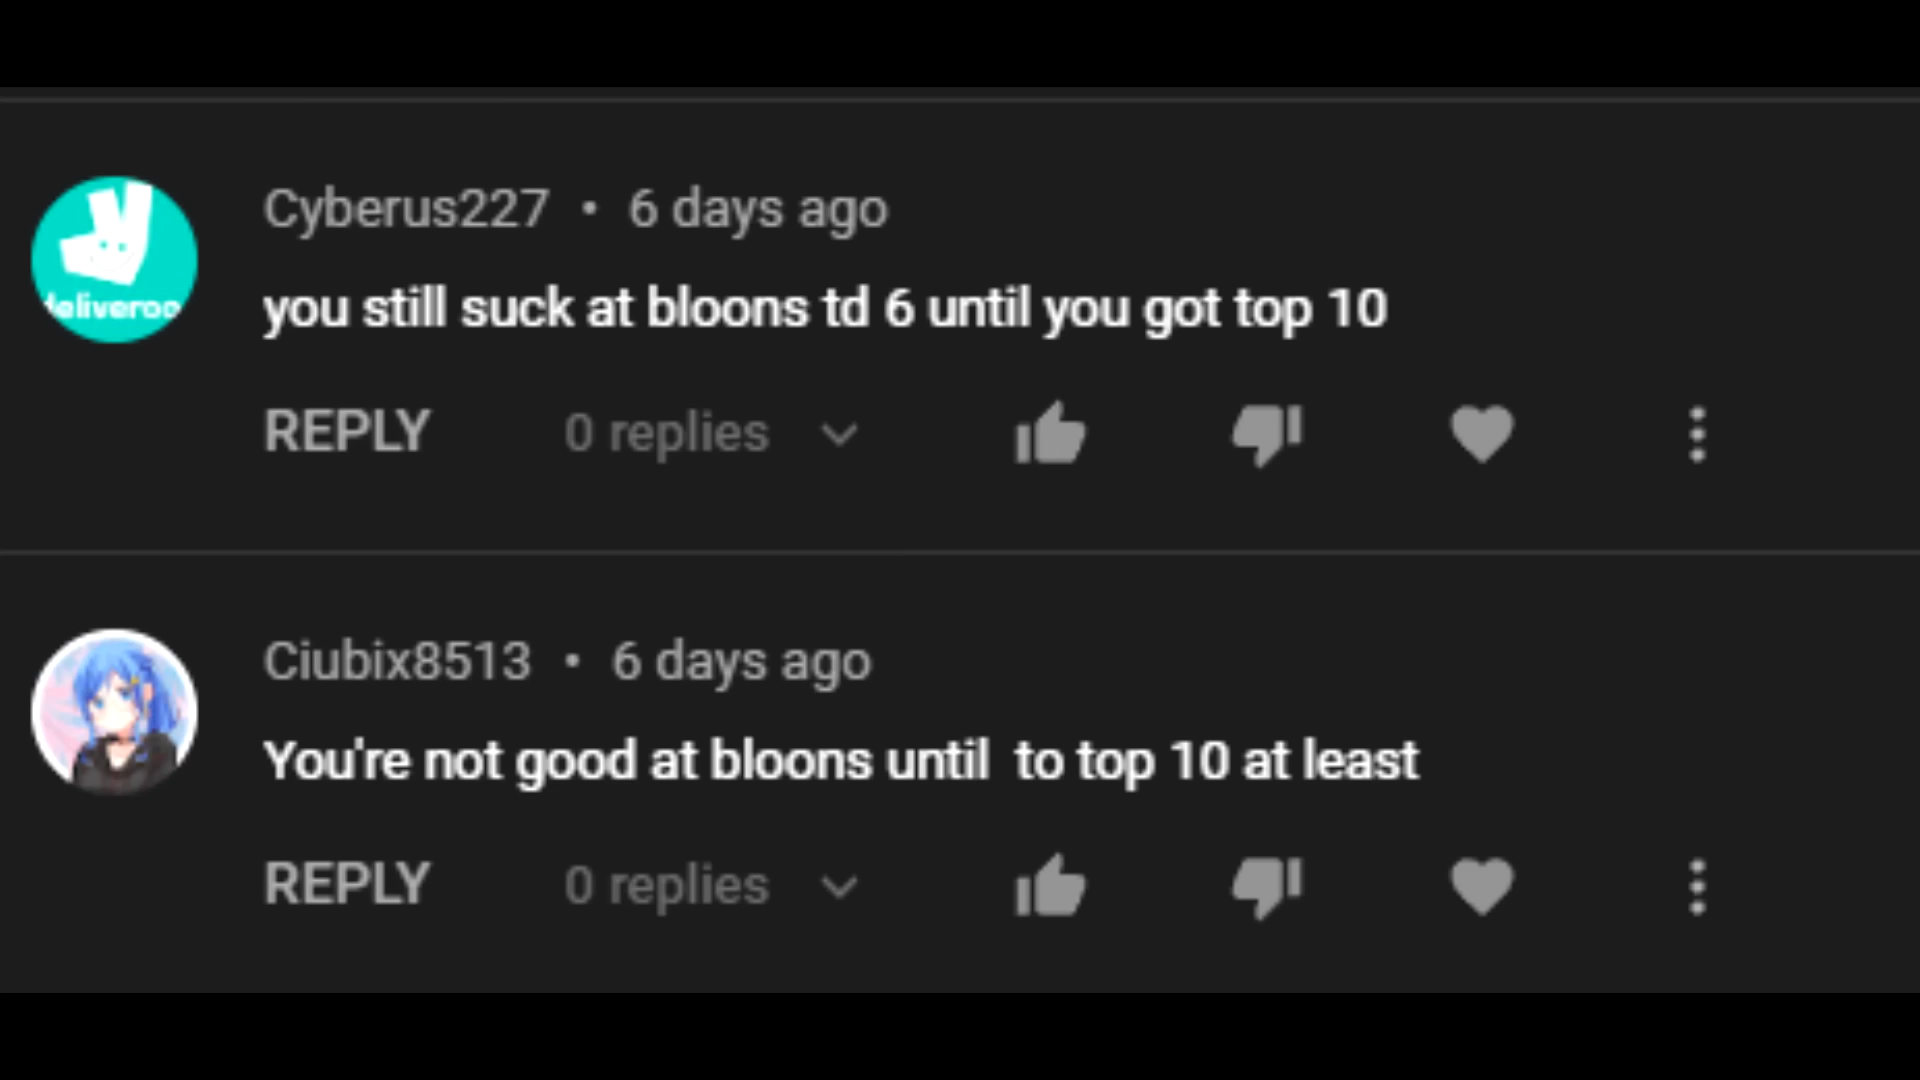 Cyberus227 • 6 days ago
deliveroo
you still suck at bloons td 6 until you got top 10
REPLY 0 replies
Ciubix8513 • 6 days ago
You're not good at bloons until  to top 10 at least
REPLY 0 replies